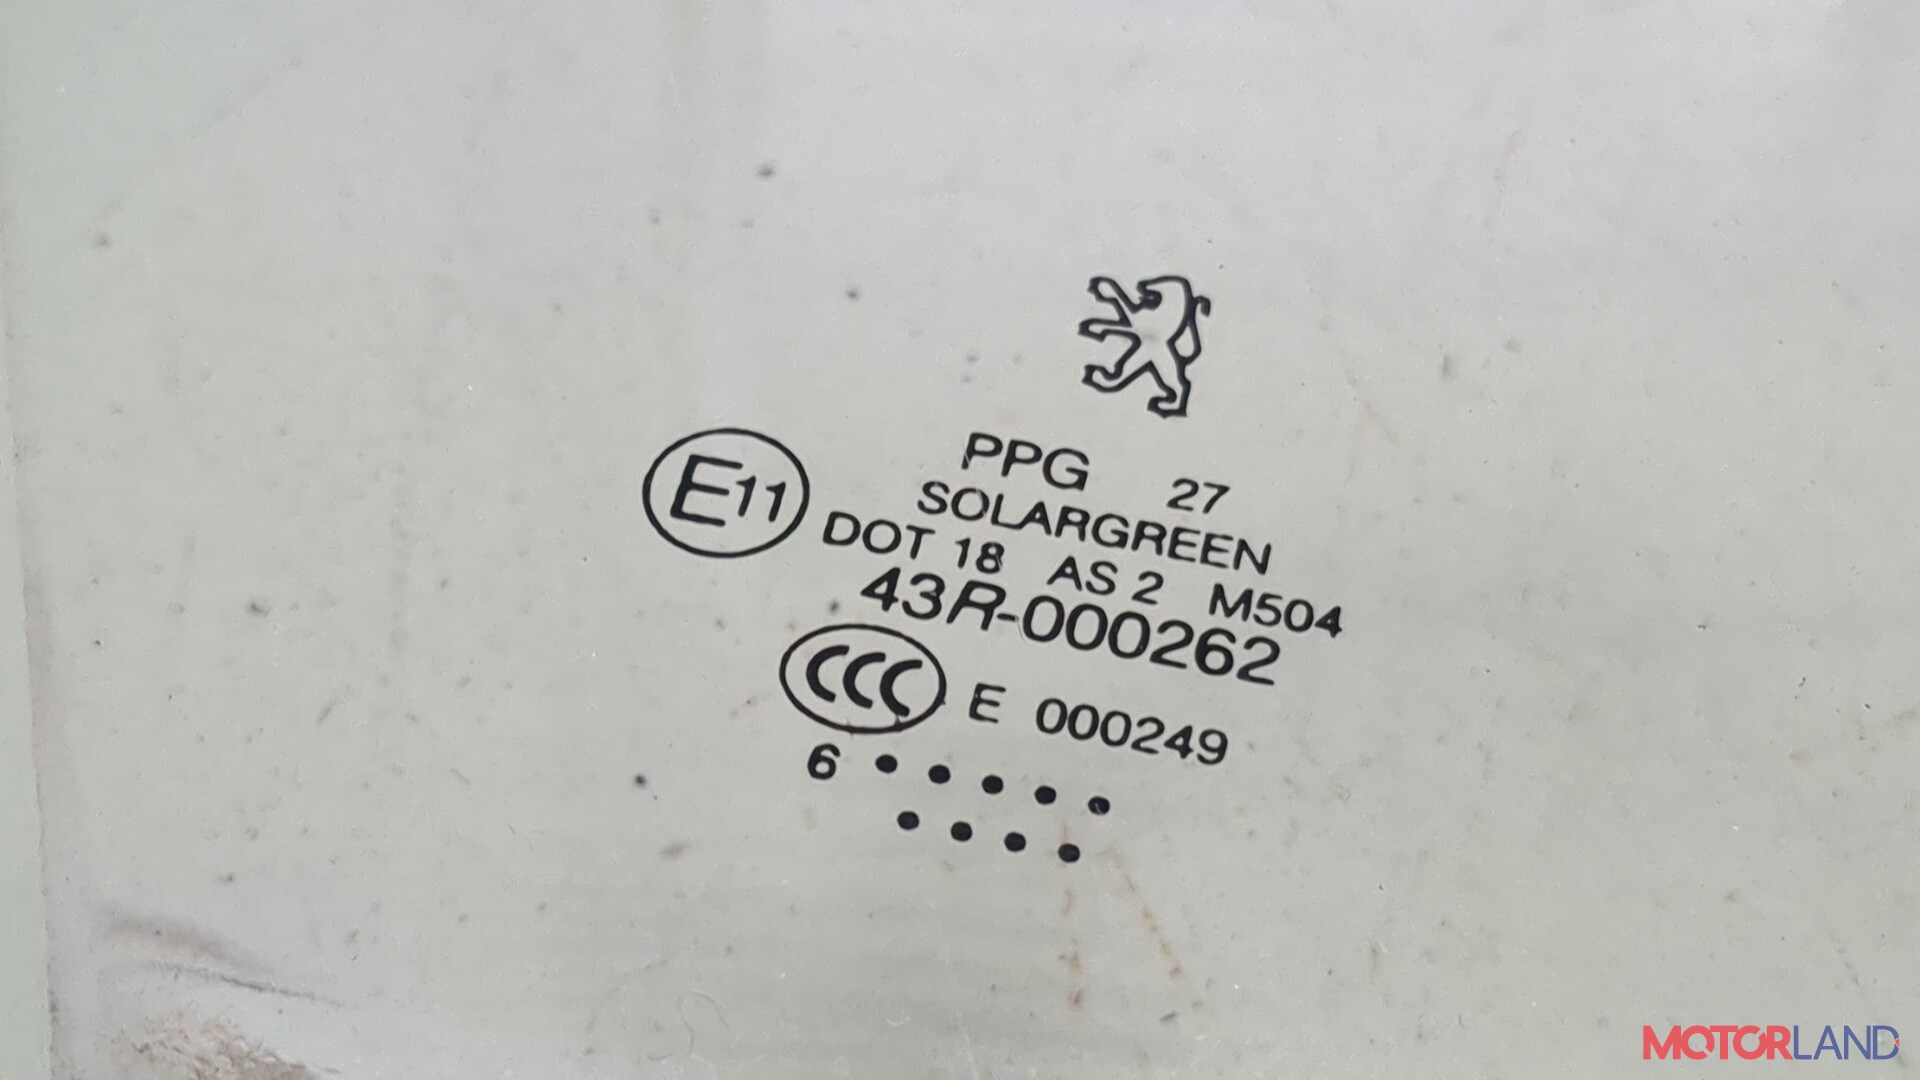 PPG 27
SOLARGREEN
E11
DOT 18 AS 2 M504
43R-000262
CCC E 000249
6 • • • • •
• • • •
MOTORLAND